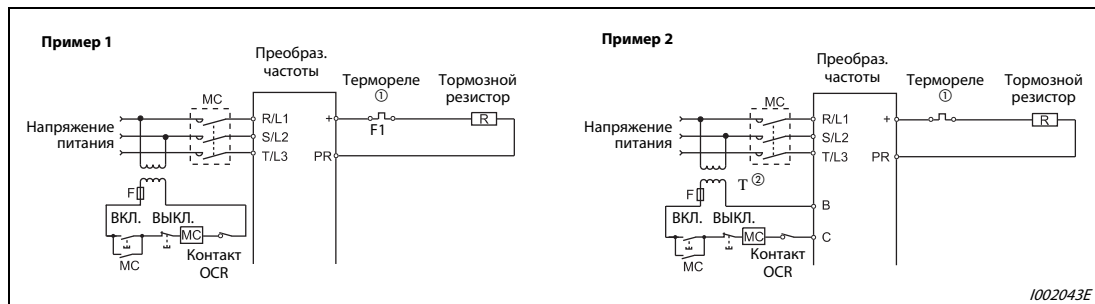 Пример 1
Преобраз.
частоты
Термореле
①
Тормозной
резистор
MC
R/L1
S/L2
T/L3
+
F1
R
PR
Напряжение
питания
F
ВКЛ.
ВЫКЛ.
MC
MC
Контакт
OCR
Пример 2
Преобраз.
частоты
Термореле
①
Тормозной
резистор
MC
R/L1
S/L2
T/L3
+
R
PR
Напряжение
питания
T ②
F
B
ВКЛ.
ВЫКЛ.
MC
C
MC
Контакт
OCR
I002043E